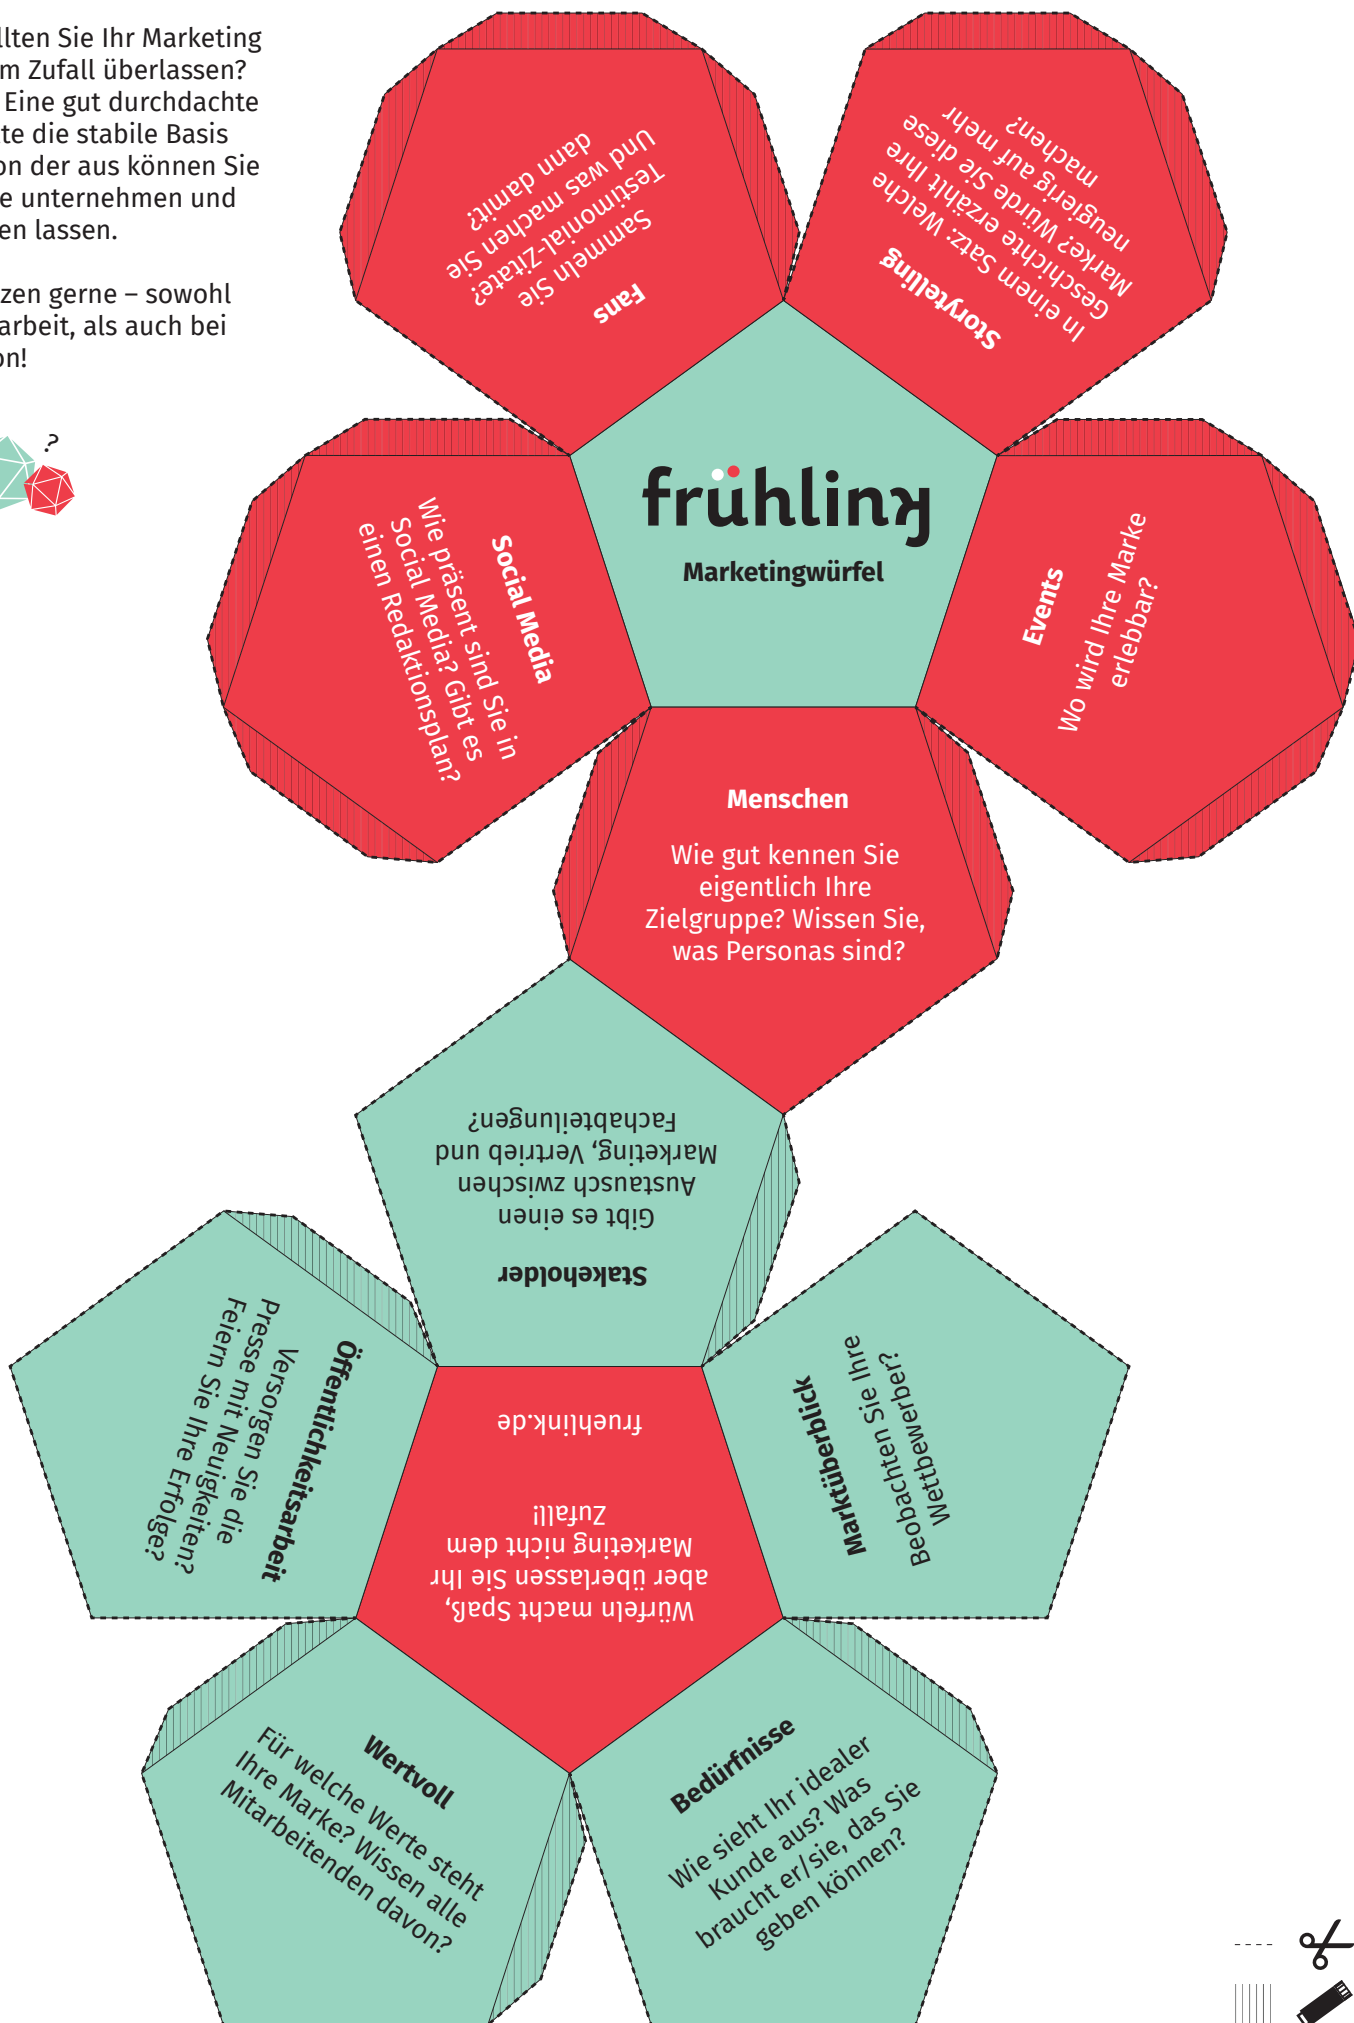 llten Sie Ihr Marketing
m Zufall überlassen?
Eine gut durchdachte
te die stabile Basis
on der aus können Sie
e unternehmen und
en lassen.
zen gerne – sowohl
arbeit, als auch bei
on!
?
Fans
Sammeln Sie
Testimonial-Zitate?
Und was machen Sie
dann damit?
Storytelling
In einem Satz: Welche
Geschichte erzählt Ihre
Marke? Würde Sie diese
neugierig auf mehr
machen?
Social Media
Wie präsent sind Sie in
Social Media? Gibt es
einen Redaktionsplan?
frühlink
Marketingwürfel
Events
Wo wird Ihre Marke
erlebbar?
Menschen
Wie gut kennen Sie
eigentlich Ihre
Zielgruppe? Wissen Sie,
was Personas sind?
Stakeholder
Gibt es einen
Austausch zwischen
Marketing, Vertrieb und
Fachabteilungen?
Öffentlichkeitsarbeit
Versorgen Sie die
Presse mit Neuigkeiten?
Feiern Sie Ihre Erfolge?
Würfeln macht Spaß,
aber überlassen Sie Ihr
Marketing nicht dem
Zufall!
fruehlink.de
Marktüberblick
Beobachten Sie Ihre
Wettbewerber?
Wertvoll
Für welche Werte steht
Ihre Marke? Wissen alle
Mitarbeitenden davon?
Bedürfnisse
Wie sieht Ihr idealer
Kunde aus? Was
braucht er/sie, das Sie
geben können?